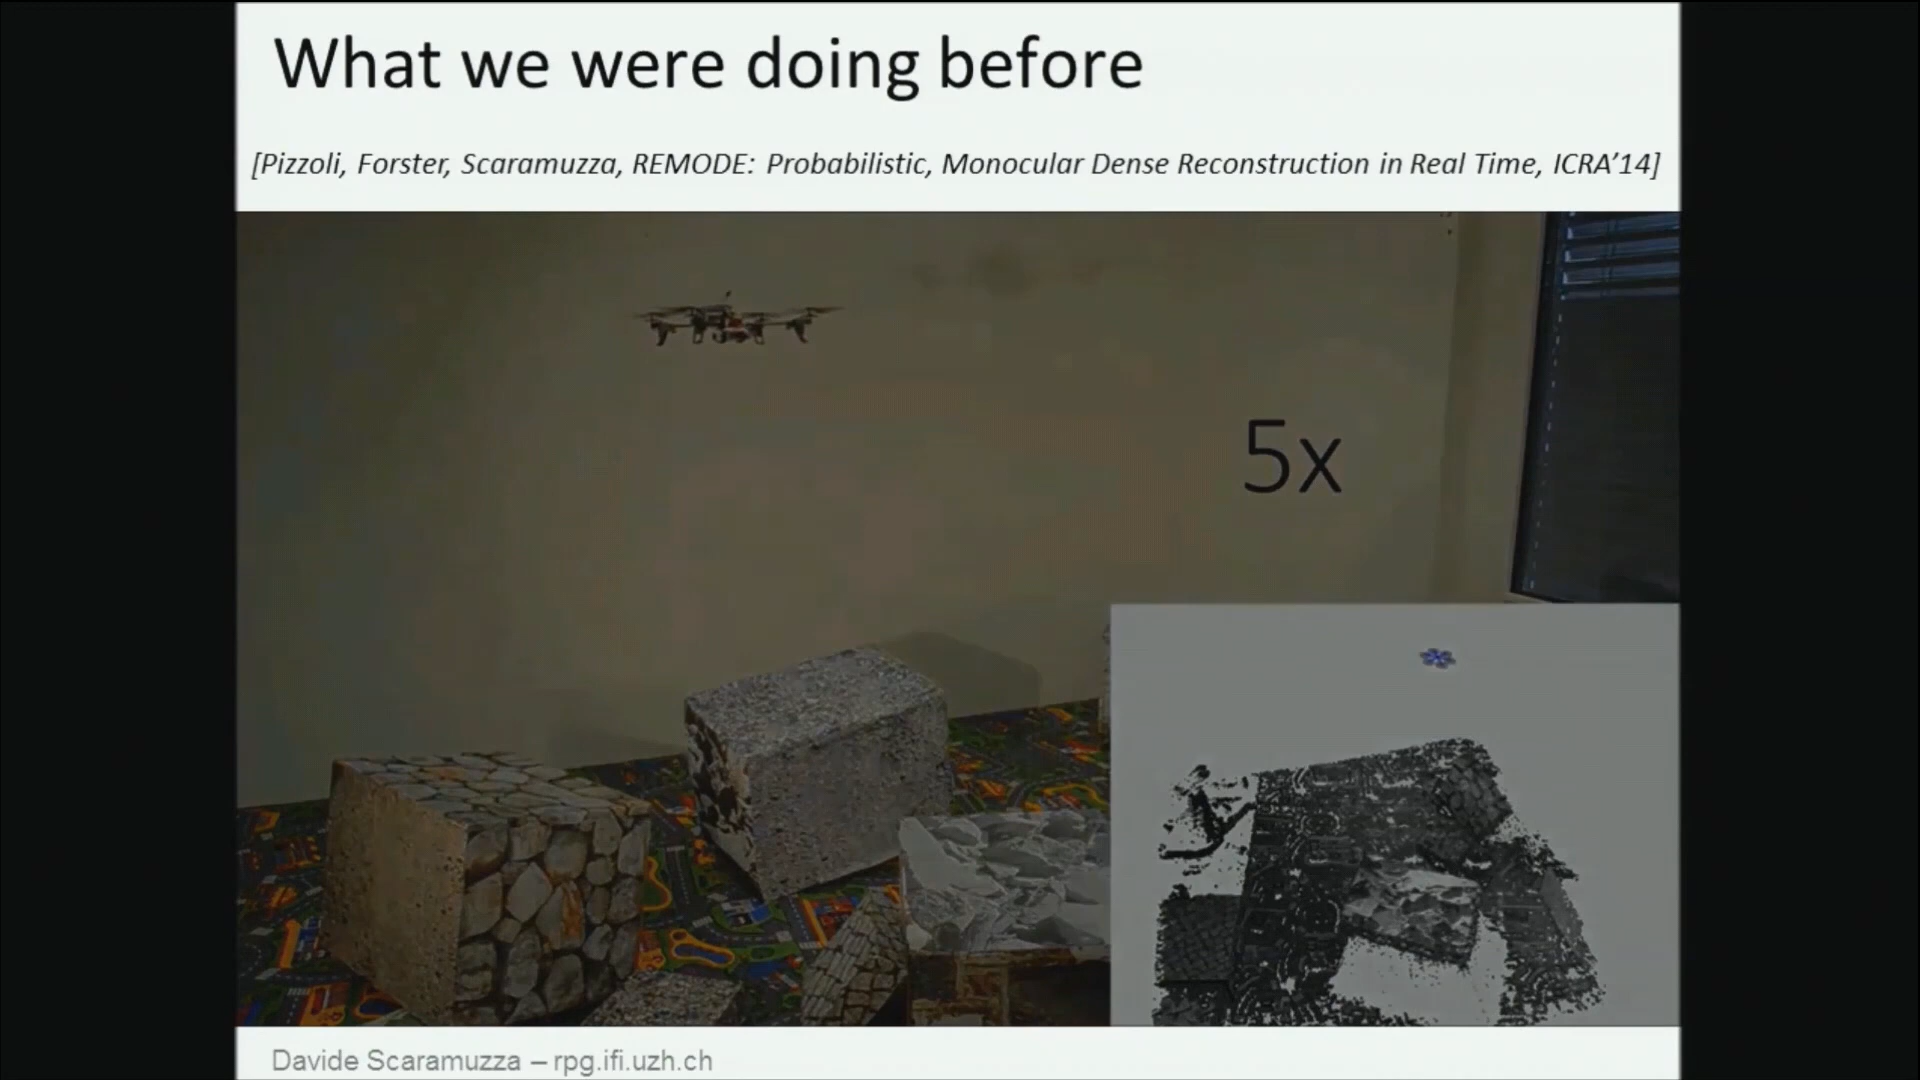 What we were doing before
[Pizzoli, Forster, Scaramuzza, REMODE: Probabilistic, Monocular Dense Reconstruction in Real Time, ICRA’14]
5x
Davide Scaramuzza – rpg.ifi.uzh.ch